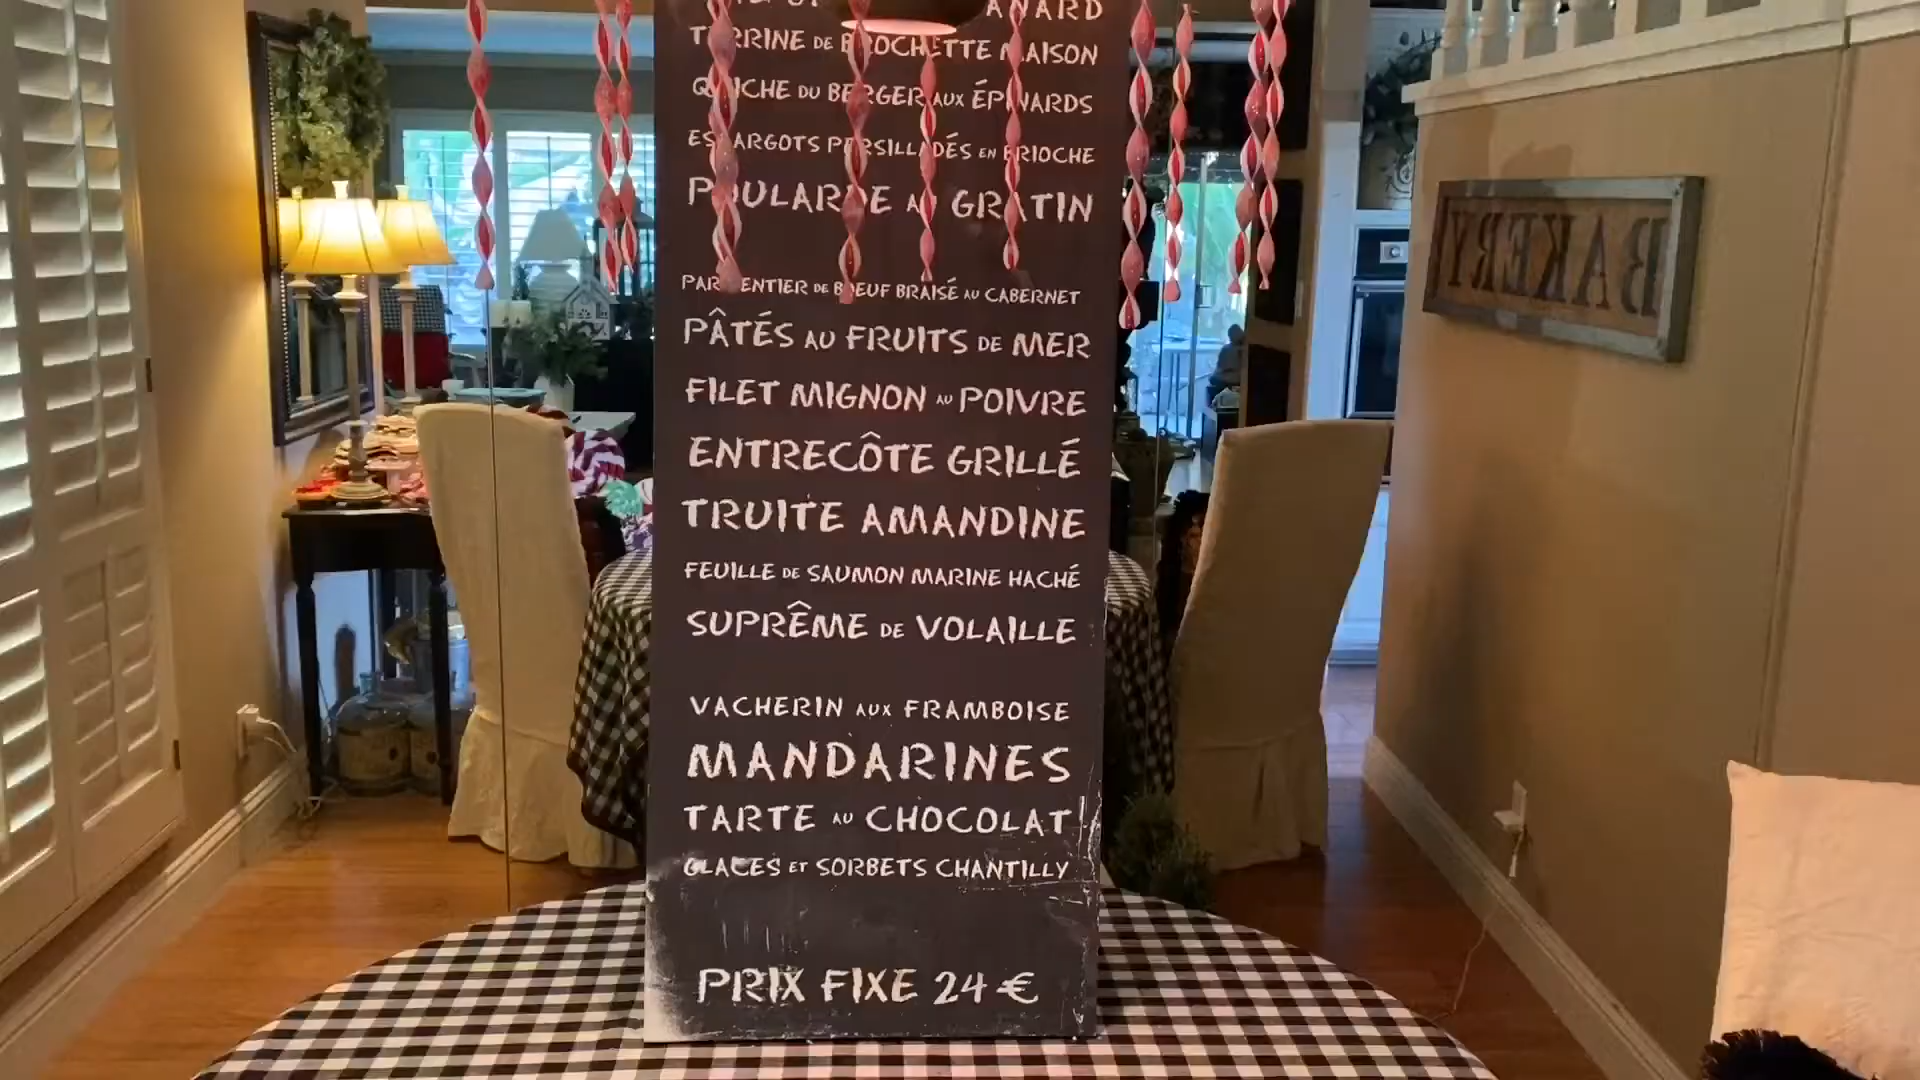 TERRINE DE BROCHETTE MAISON
QUICHE DU BERGER AUX ÉPINARDS
ESCARGOTS PERSILLADÉS EN BRIOCHE
POULARDE AU GRATIN
PARMENTIER DE BŒUF BRAISÉ AU CABERNET
PÂTÉS AU FRUITS DE MER
FILET MIGNON AU POIVRE
ENTRECÔTE GRILLÉ
TRUITE AMANDINE
FEUILLE DE SAUMON MARINE HACHÉ
SUPRÊME DE VOLAILLE
VACHERIN AUX FRAMBOISE
MANDARINES
TARTE AU CHOCOLAT
GLACES ET SORBETS CHANTILLY
PRIX FIXE 24 €
BAKERY